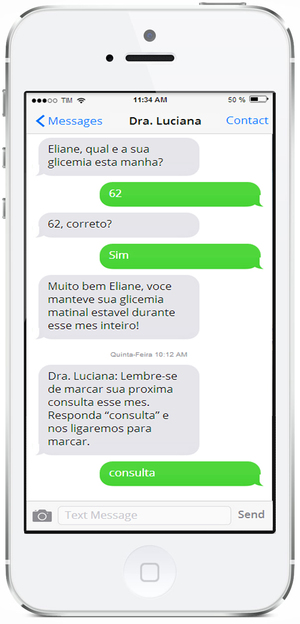 TIM 11:34 AM 50 %
Messages Dra. Luciana Contact
Eliane, qual e a sua
glicemia esta manha?
62
62, correto?
Sim
Muito bem Eliane, voce
manteve sua glicemia
matinal estavel durante
esse mes inteiro!
Quinta-Feira 10:12 AM
Dra. Luciana: Lembre-se
de marcar sua proxima
consulta esse mes.
Responda “consulta” e
nos ligaremos para
marcar.
consulta
Text Message Send